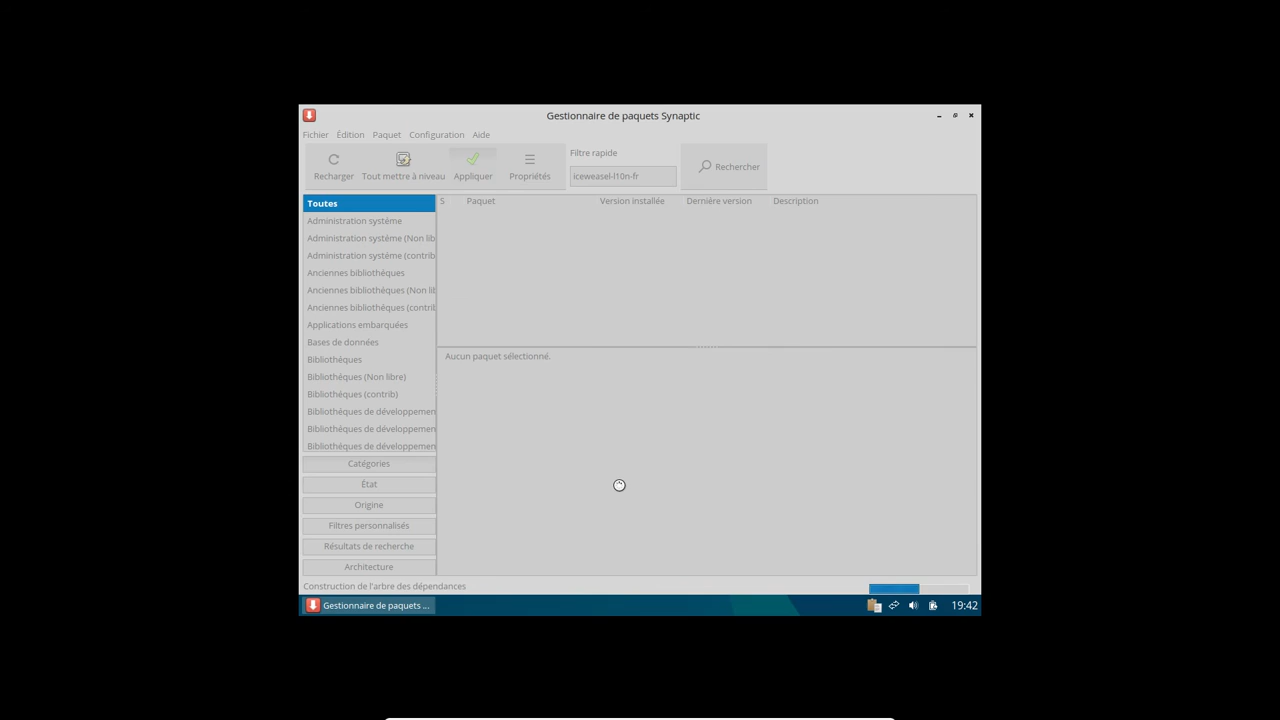 Gestionnaire de paquets Synaptic
Fichier Édition Paquet Configuration Aide
Recharger
Tout mettre à niveau
Appliquer
Propriétés
Filtre rapide
iceweasel-l10n-fr
Rechercher
Toutes
Administration système
Administration système (Non lib
Administration système (contrib
Anciennes bibliothèques
Anciennes bibliothèques (Non lib
Anciennes bibliothèques (contrib
Applications embarquées
Bases de données
Bibliothèques
Bibliothèques (Non libre)
Bibliothèques (contrib)
Bibliothèques de développemen
Bibliothèques de développemen
Bibliothèques de développemen
Catégories
État
Origine
Filtres personnalisés
Résultats de recherche
Architecture
S Paquet Version installée Dernière version Description
Aucun paquet sélectionné.
Construction de l'arbre des dépendances
Gestionnaire de paquets ...
19:42